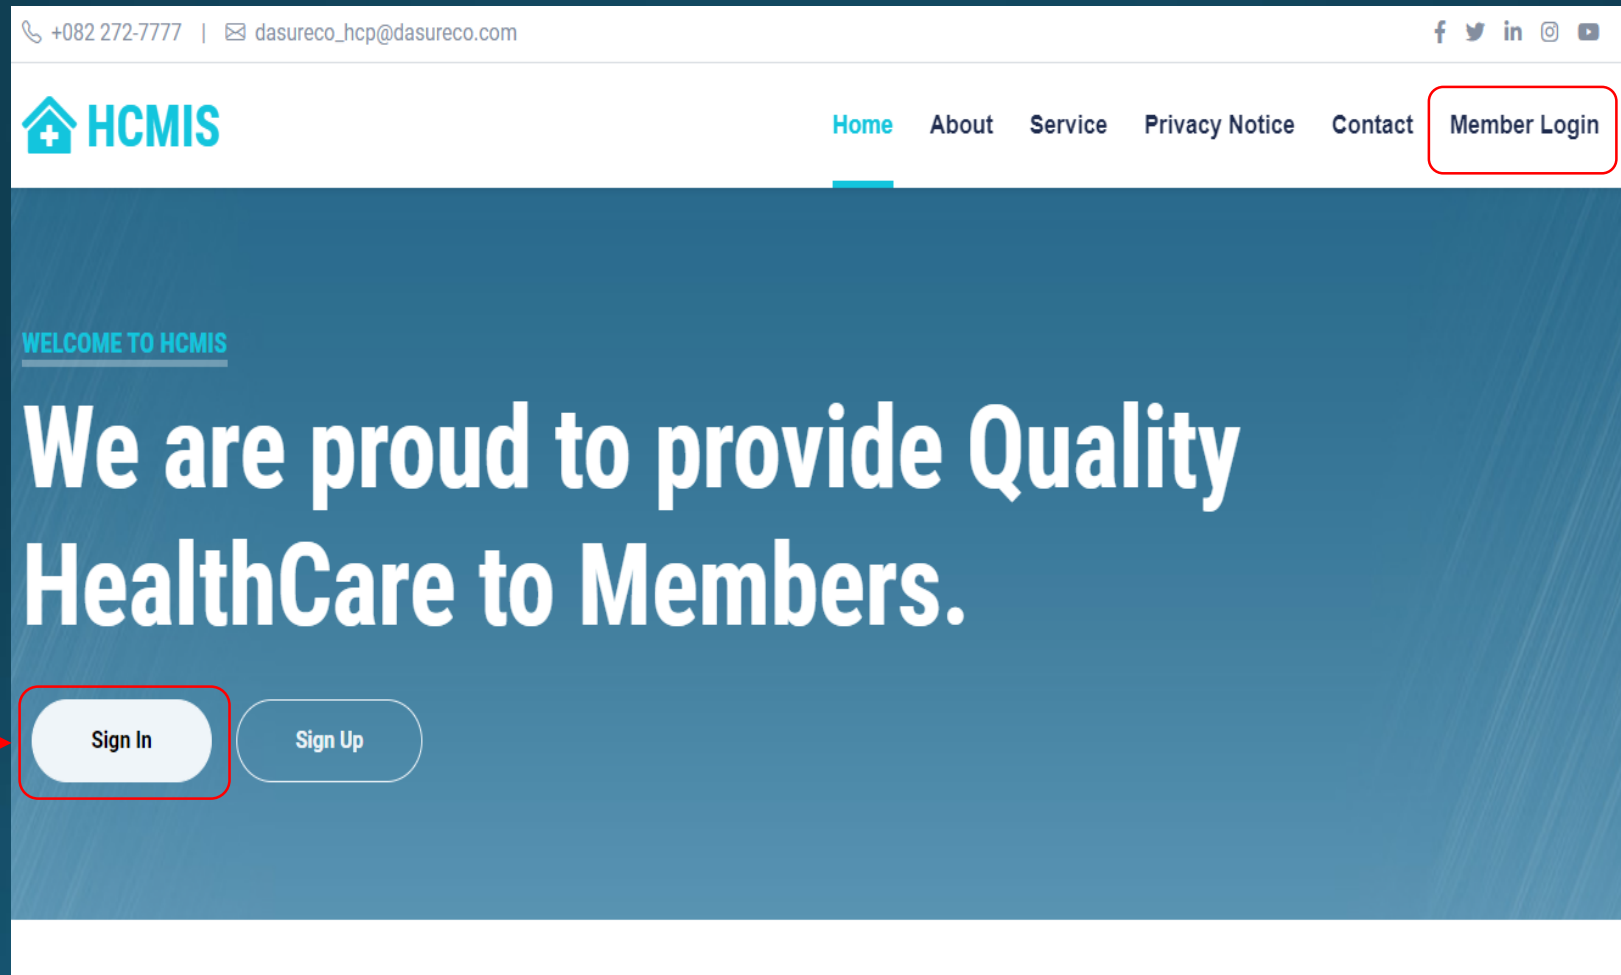 +082 272-7777 | dasureco_hcp@dasureco.com
HCMIS
Home About Service Privacy Notice Contact Member Login
WELCOME TO HCMIS
We are proud to provide Quality
HealthCare to Members.
Sign In Sign Up